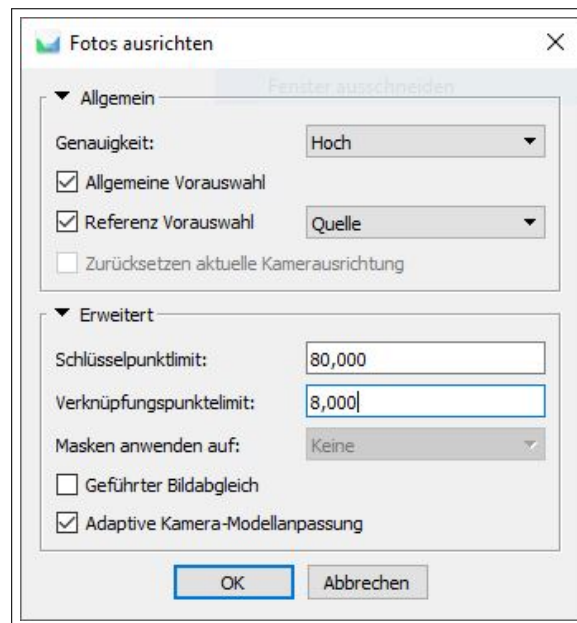 Fotos ausrichten
Fenster ausschneiden
Allgemein
Genauigkeit: Hoch
Allgemeine Vorauswahl
Referenz Vorauswahl Quelle
Zurücksetzen aktuelle Kamerausrichtung
Erweitert
Schlüsselpunktlimit: 80,000
Verknüpfungspunktelimit: 8,000
Masken anwenden auf: Keine
Geführter Bildabgleich
Adaptive Kamera-Modellanpassung
OK Abbrechen